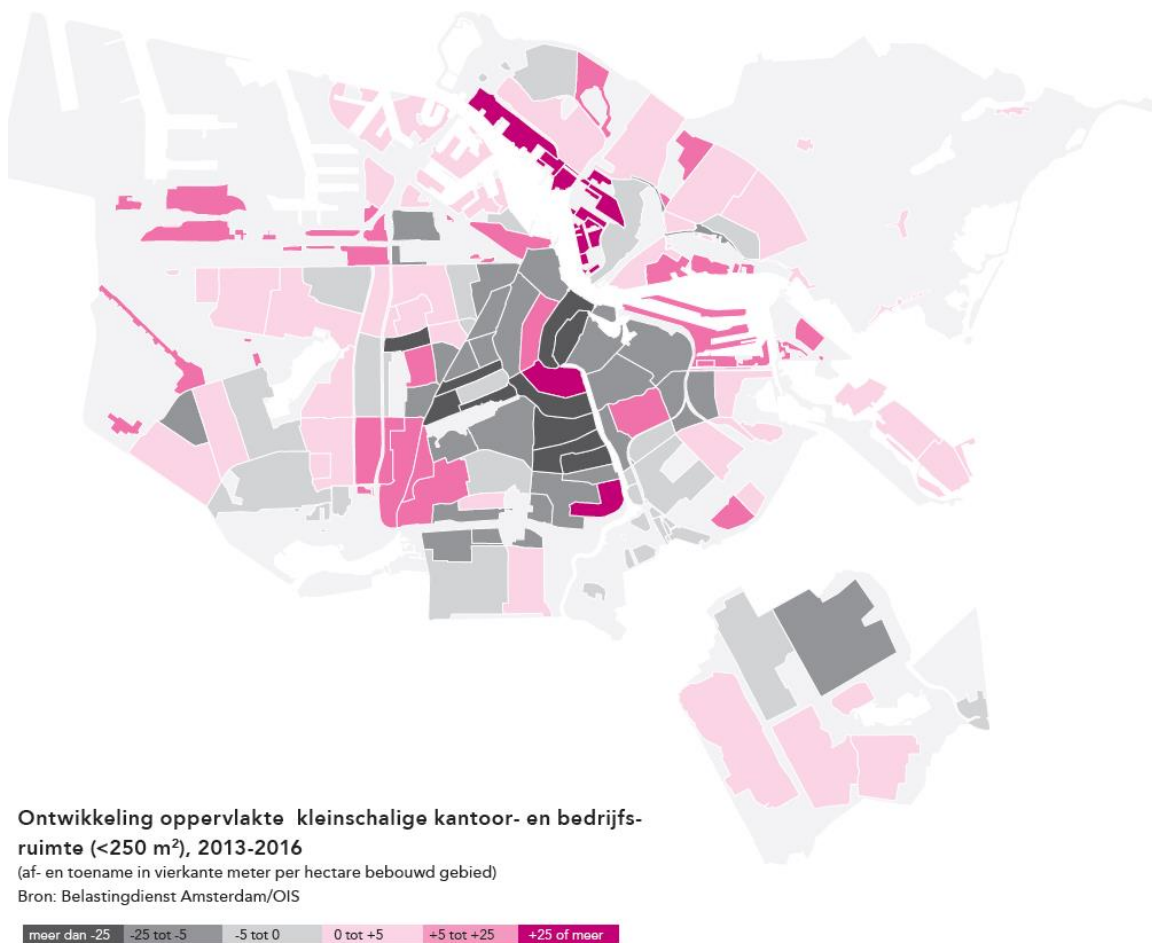 Ontwikkeling oppervlakte kleinschalige kantoor- en bedrijfs-
ruimte (<250 m²), 2013-2016
(af- en toename in vierkante meter per hectare bebouwd gebied)
Bron: Belastingdienst Amsterdam/OIS
meer dan -25 -25 tot -5 -5 tot 0 0 tot +5 +5 tot +25 +25 of meer